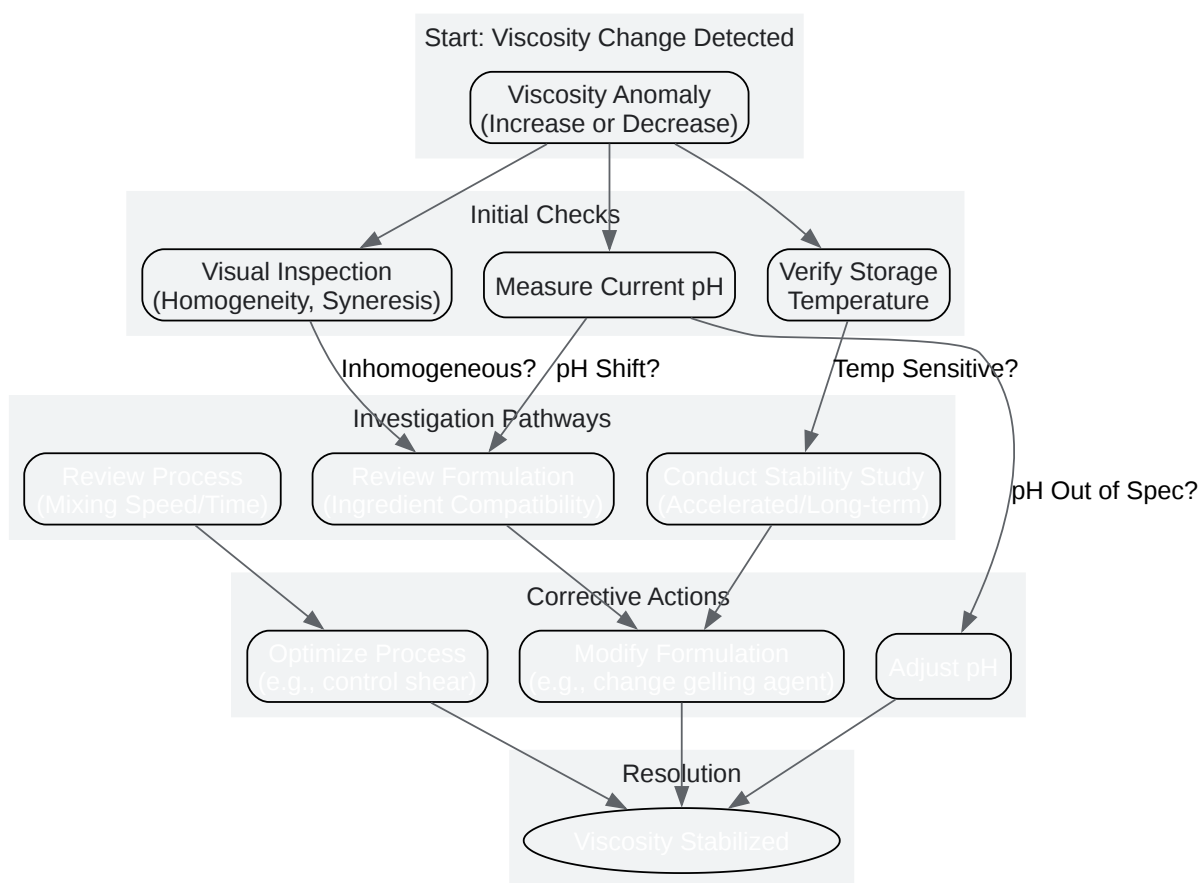 Start: Viscosity Change Detected
Viscosity Anomaly
(Increase or Decrease)
Initial Checks
Visual Inspection
(Homogeneity, Syneresis)
Measure Current pH
Verify Storage
Temperature
Inhomogeneous?
pH Shift?
Temp Sensitive?
Investigation Pathways
Review Process
(Mixing Speed/Time)
Review Formulation
(Ingredient Compatibility)
Conduct Stability Study
(Accelerated/Long-term)
pH Out of Spec?
Corrective Actions
Optimize Process
(e.g., control shear)
Modify Formulation
(e.g., change gelling agent)
Adjust pH
Resolution
Viscosity Stabilized